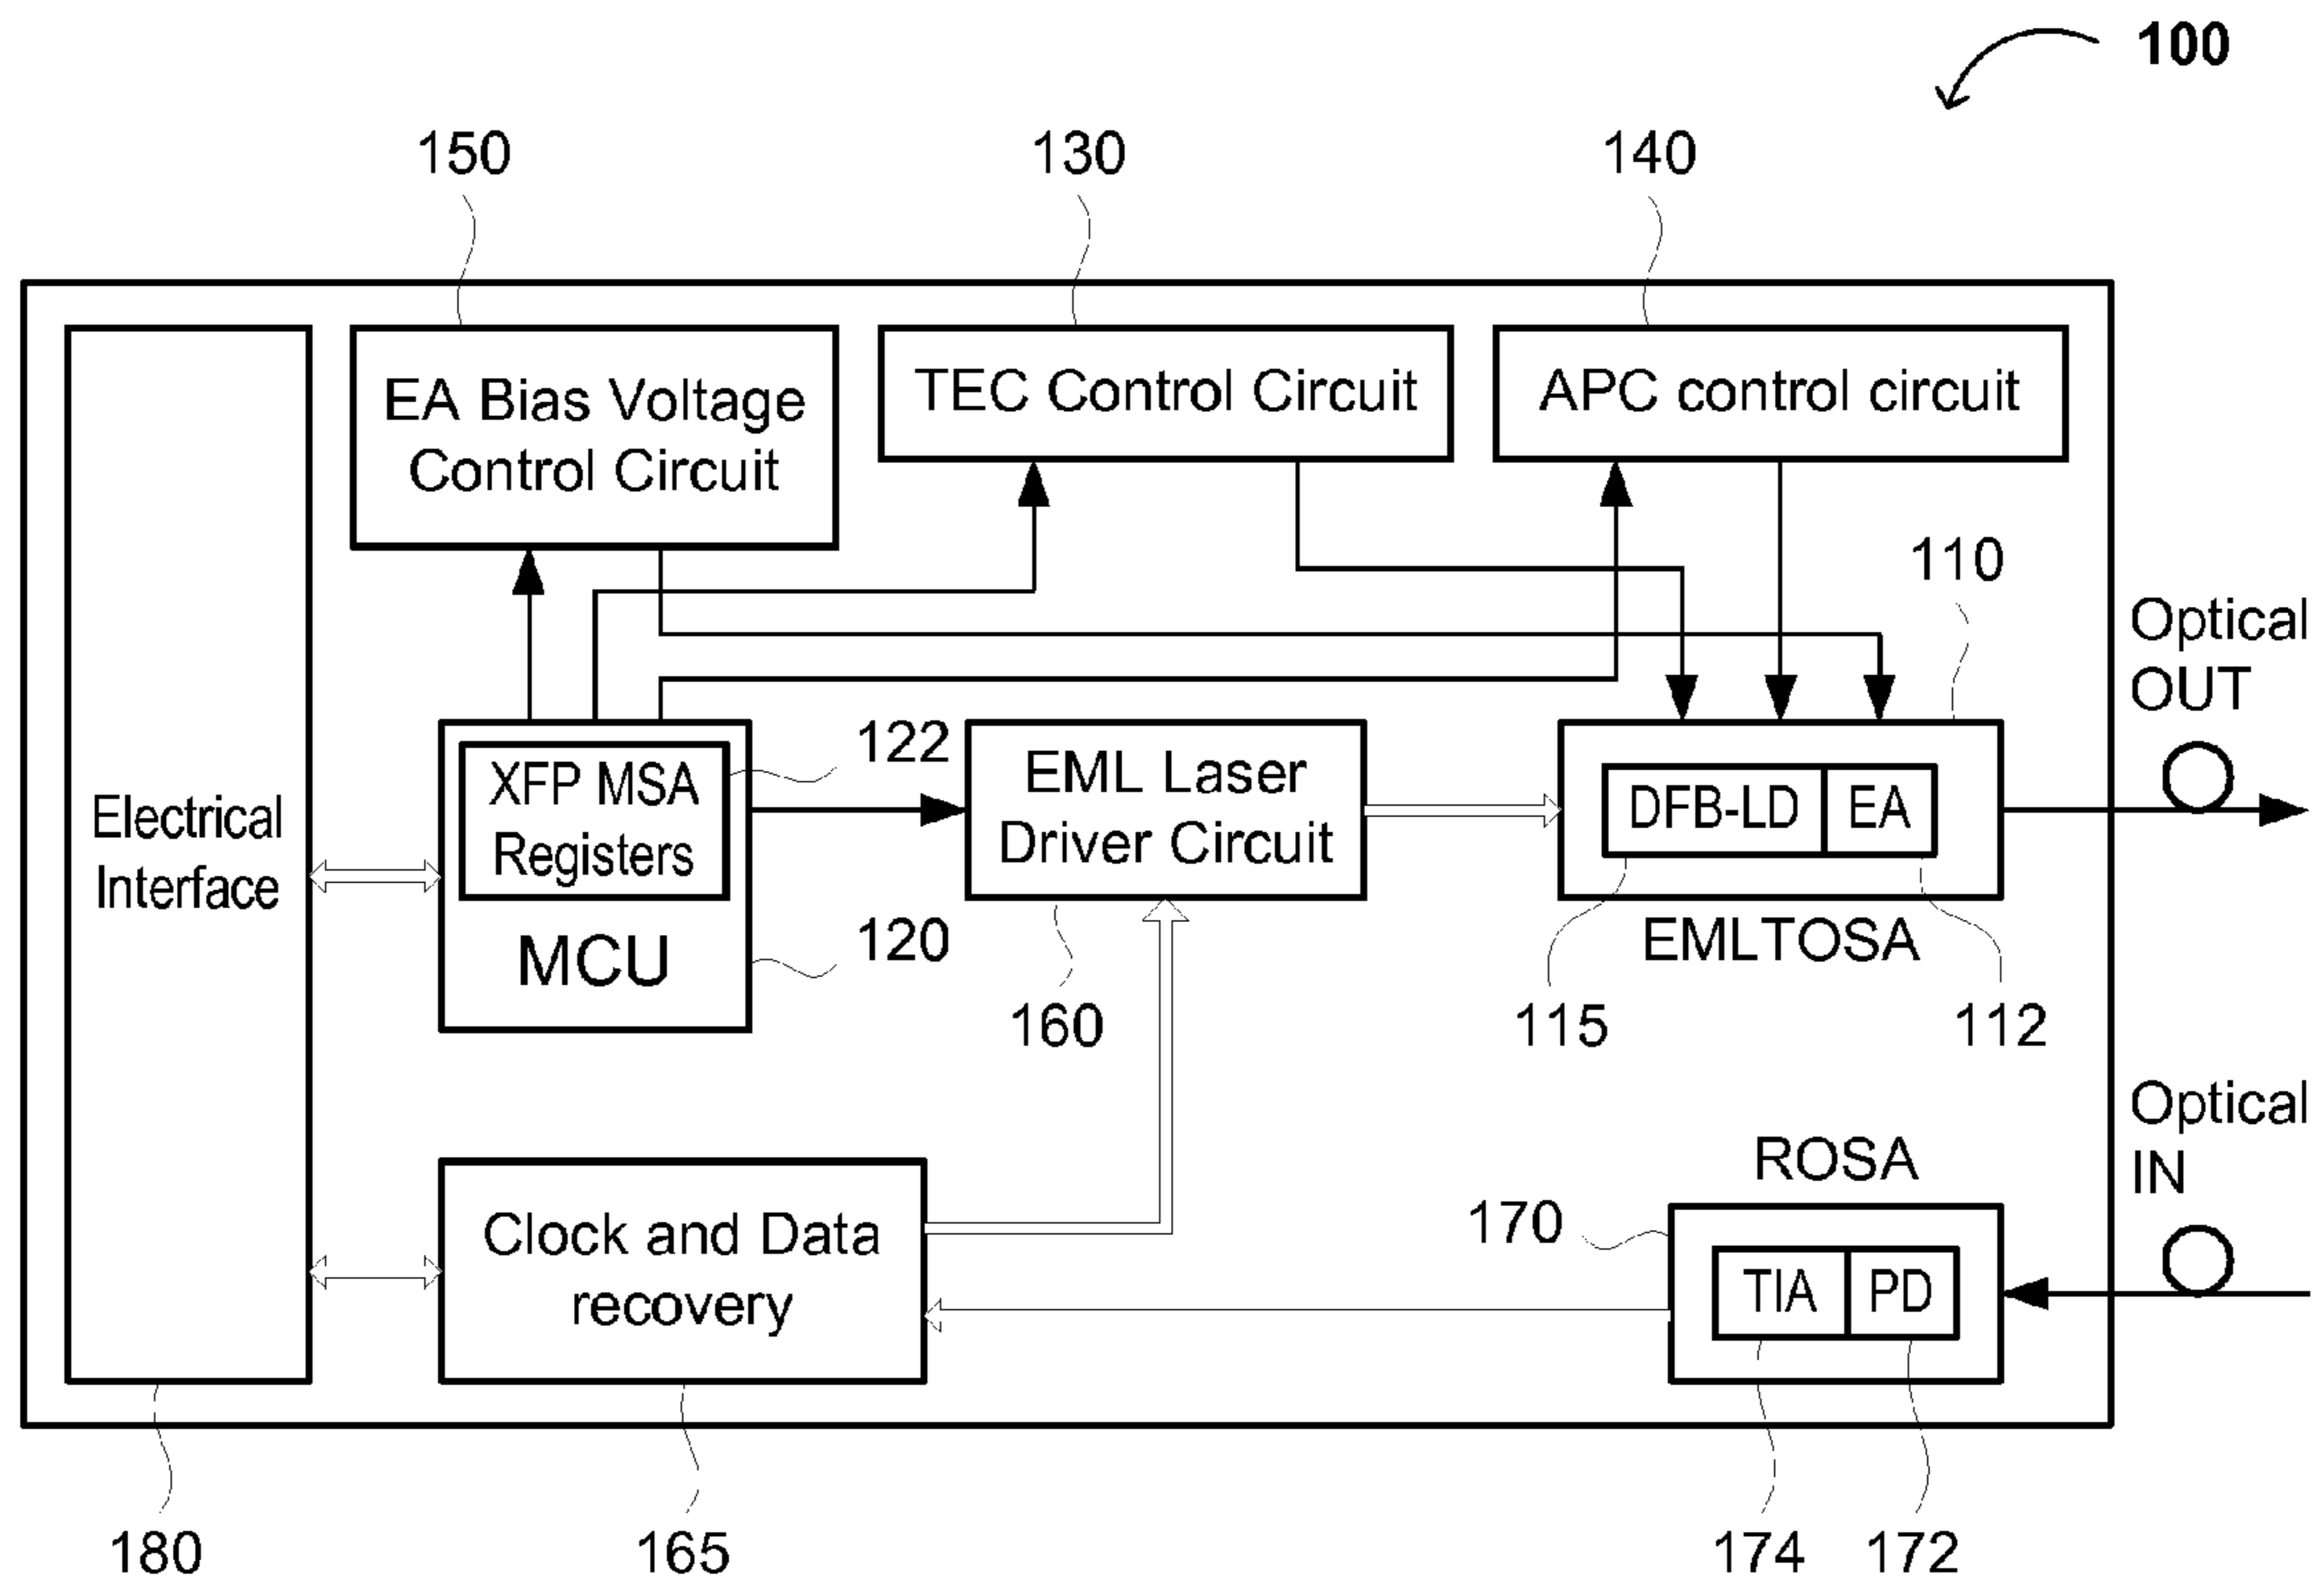 100
150
130
140
EA Bias Voltage
Control Circuit
TEC Control Circuit
APC control circuit
110
Optical
OUT
Electrical
Interface
XFP MSA
Registers
MCU
122
120
EML Laser
Driver Circuit
160
DFB-LD
EA
EMLTOSA
115
112
Optical
IN
ROSA
170
TIA
PD
Clock and Data
recovery
180
165
174
172